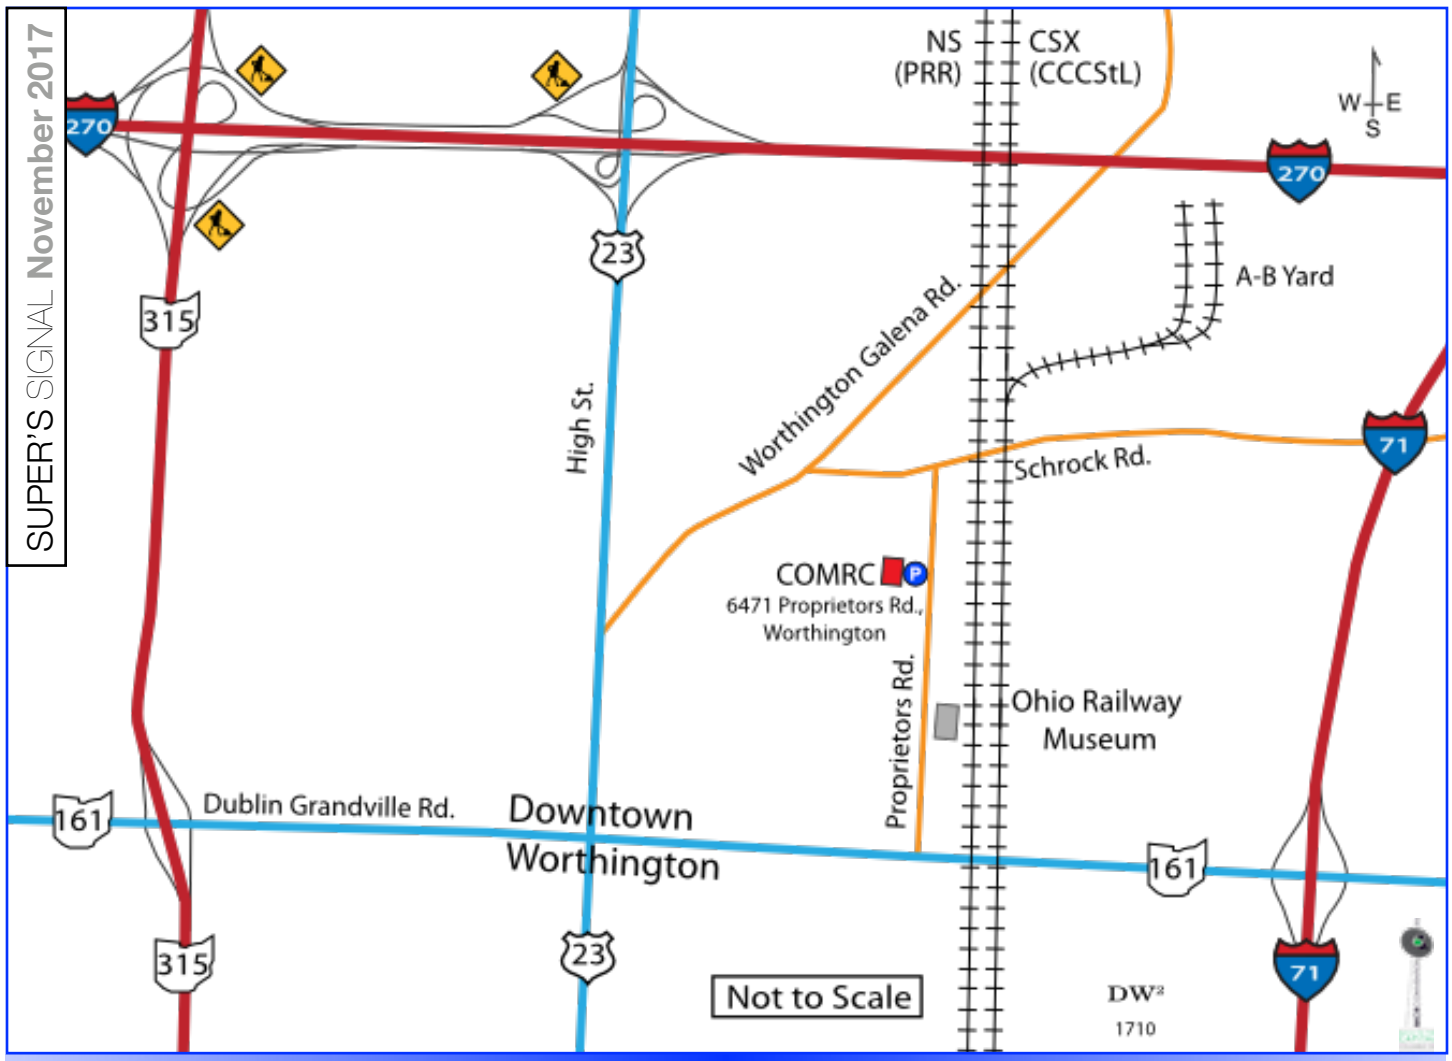 SUPER'S SIGNAL November 2017
270
NS
(PRR)
CSX
(CCCStL)
W E
S
270
23
A-B Yard
315
Worthington Galena Rd.
High St.
71
Schrock Rd.
COMRC P
6471 Proprietors Rd.,
Worthington
Proprietors Rd.
Ohio Railway
Museum
161
Dublin Grandville Rd.
Downtown
Worthington
161
315
23
71
Not to Scale
DW²
1710